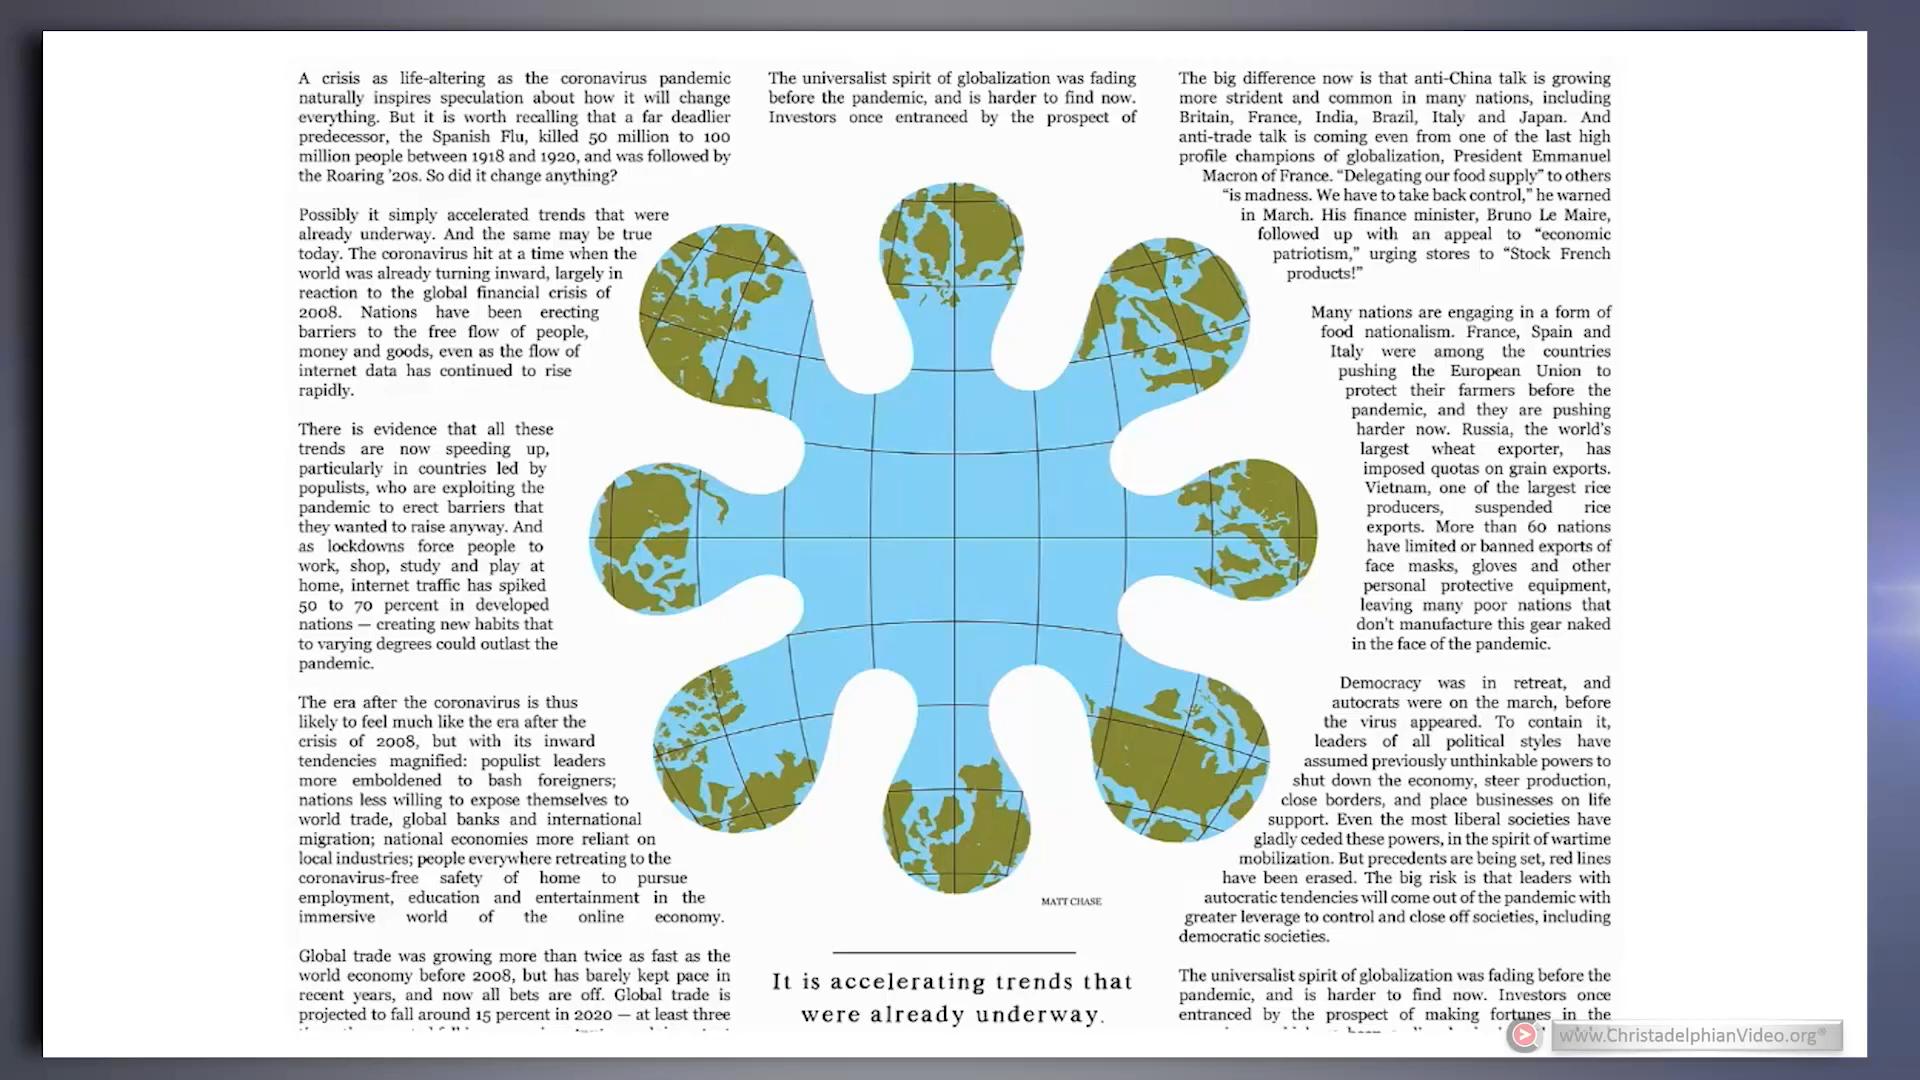 A crisis as life-altering as the coronavirus pandemic
naturally inspires speculation about how it will change
everything. But it is worth recalling that a far deadlier
predecessor, the Spanish Flu, killed 50 million to 100
million people between 1918 and 1920, and was followed by
the Roaring ’20s. So did it change anything?
Possibly it simply accelerated trends that were
already underway. And the same may be true
today. The coronavirus hit at a time when the
world was already turning inward, largely in
reaction to the global financial crisis of
2008. Nations have been erecting
barriers to the free flow of people,
money and goods, even as the flow of
internet data has continued to rise
rapidly.
There is evidence that all these
trends are now speeding up,
particularly in countries led by
populists, who are exploiting the
pandemic to erect barriers that
they wanted to raise anyway. And
as lockdowns force people to
work, shop, study and play at
home, internet traffic has spiked
50 to 70 percent in developed
nations — creating new habits that
to varying degrees could outlast the
pandemic.
The era after the coronavirus is thus
likely to feel much like the era after the
crisis of 2008, but with its inward
tendencies magnified: populist leaders
more emboldened to bash foreigners;
nations less willing to expose themselves to
world trade, global banks and international
migration; national economies more reliant on
local industries; people everywhere retreating to the
coronavirus-free safety of home to pursue
employment, education and entertainment in the
immersive world of the online economy.
Global trade was growing more than twice as fast as the
world economy before 2008, but has barely kept pace in
recent years, and now all bets are off. Global trade is
projected to fall around 15 percent in 2020 — at least three
The universalist spirit of globalization was fading
before the pandemic, and is harder to find now.
Investors once entranced by the prospect of
MATT CHASE
It is accelerating trends that
were already underway.
The big difference now is that anti-China talk is growing
more strident and common in many nations, including
Britain, France, India, Brazil, Italy and Japan. And
anti-trade talk is coming even from one of the last high
profile champions of globalization, President Emmanuel
Macron of France. “Delegating our food supply” to others
“is madness. We have to take back control,” he warned
in March. His finance minister, Bruno Le Maire,
followed up with an appeal to “economic
patriotism,” urging stores to “Stock French
products!”
Many nations are engaging in a form of
food nationalism. France, Spain and
Italy were among the countries
pushing the European Union to
protect their farmers before the
pandemic, and they are pushing
harder now. Russia, the world’s
largest wheat exporter, has
imposed quotas on grain exports.
Vietnam, one of the largest rice
producers, suspended rice
exports. More than 60 nations
have limited or banned exports of
face masks, gloves and other
personal protective equipment,
leaving many poor nations that
don’t manufacture this gear naked
in the face of the pandemic.
Democracy was in retreat, and
autocrats were on the march, before
the virus appeared. To contain it,
leaders of all political styles have
assumed previously unthinkable powers to
shut down the economy, steer production,
close borders, and place businesses on life
support. Even the most liberal societies have
gladly ceded these powers, in the spirit of wartime
mobilization. But precedents are being set, red lines
have been erased. The big risk is that leaders with
autocratic tendencies will come out of the pandemic with
greater leverage to control and close off societies, including
democratic societies.
The universalist spirit of globalization was fading before the
pandemic, and is harder to find now. Investors once
entranced by the prospect of making fortunes in the
www.ChristadelphianVideo.org®